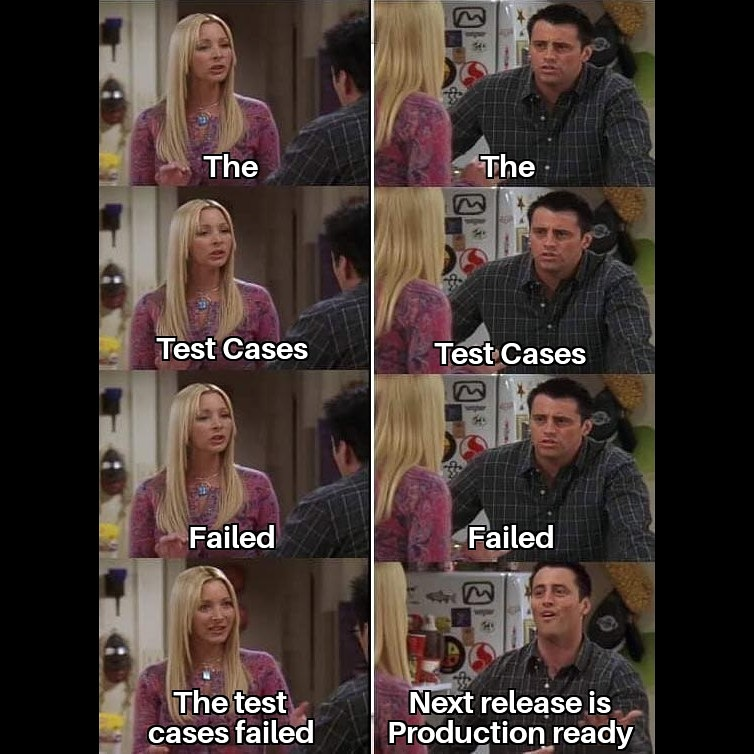 The
The
Test Cases
Test Cases
Failed
Failed
The test
cases failed
Next release is
Production ready